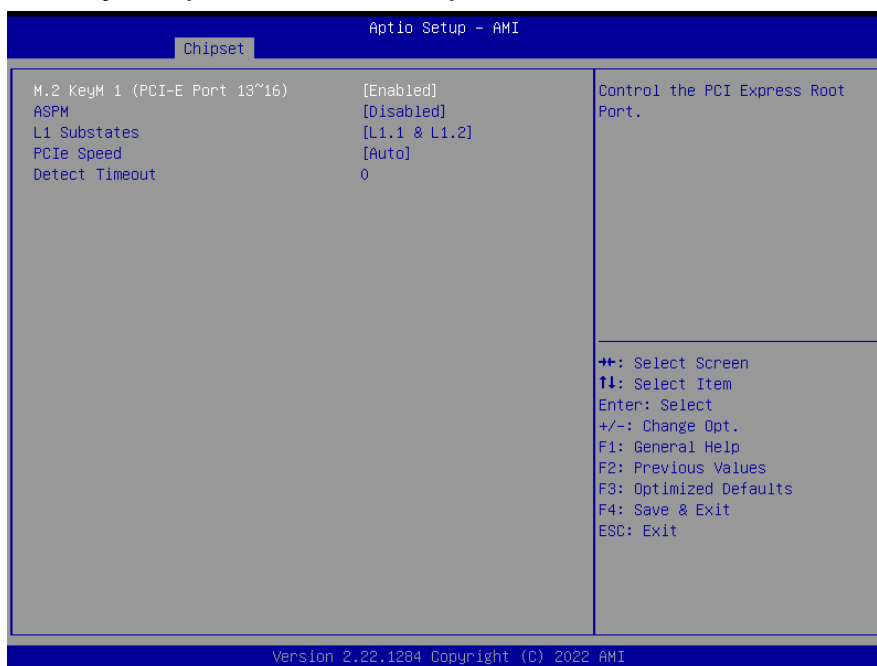 Aptio Setup – AMI
Chipset
M.2 KeyM 1 (PCI-E Port 13~16) [Enabled]
ASPM [Disabled]
L1 Substates [L1.1 & L1.2]
PCIe Speed [Auto]
Detect Timeout 0
Control the PCI Express Root
Port.
→←: Select Screen
↑↓: Select Item
Enter: Select
+/-: Change Opt.
F1: General Help
F2: Previous Values
F3: Optimized Defaults
F4: Save & Exit
ESC: Exit
Version 2.22.1284 Copyright (C) 2022 AMI